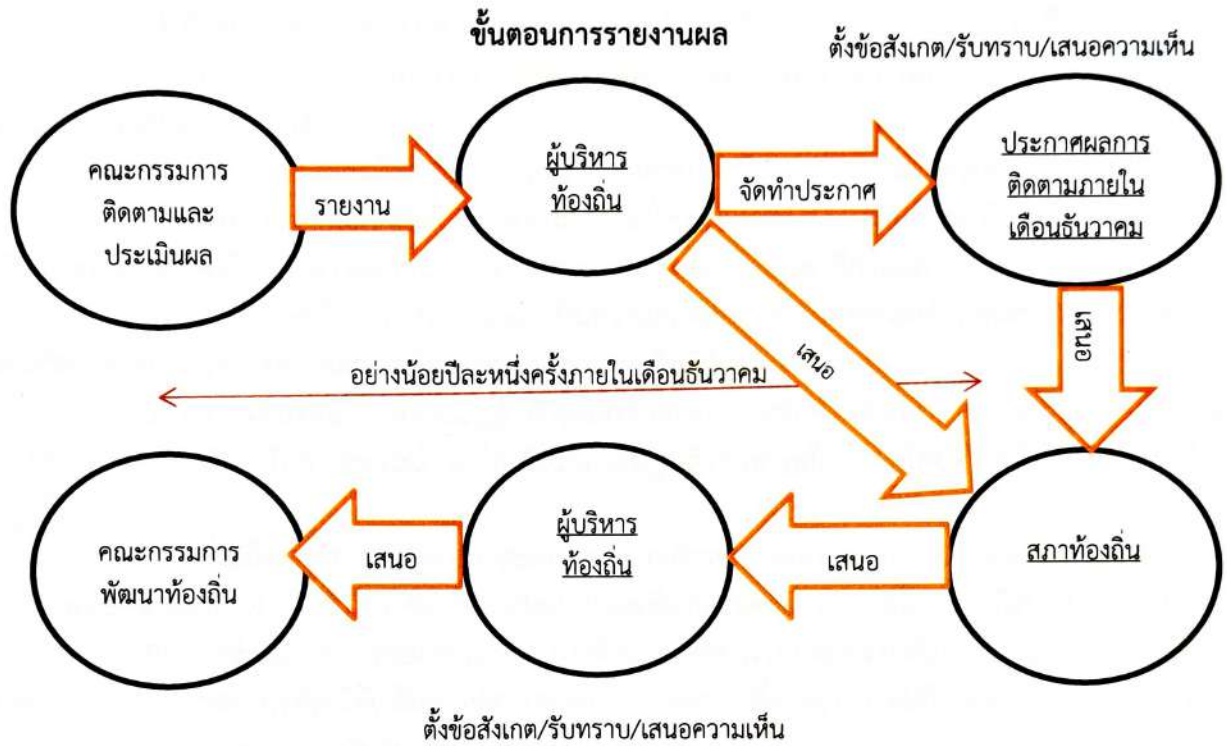 ขั้นตอนการรายงานผล
ตั้งข้อสังเกต/รับทราบ/เสนอความเห็น
คณะกรรมการ
ติดตามและ
ประเมินผล
รายงาน
ผู้บริหาร
ท้องถิ่น
จัดทำประกาศ
ประกาศผลการ
ติดตามภายใน
เดือนธันวาคม
เสนอ
เสนอ
อย่างน้อยปีละหนึ่งครั้งภายในเดือนธันวาคม
คณะกรรมการ
พัฒนาท้องถิ่น
เสนอ
ผู้บริหาร
ท้องถิ่น
เสนอ
สภาท้องถิ่น
ตั้งข้อสังเกต/รับทราบ/เสนอความเห็น